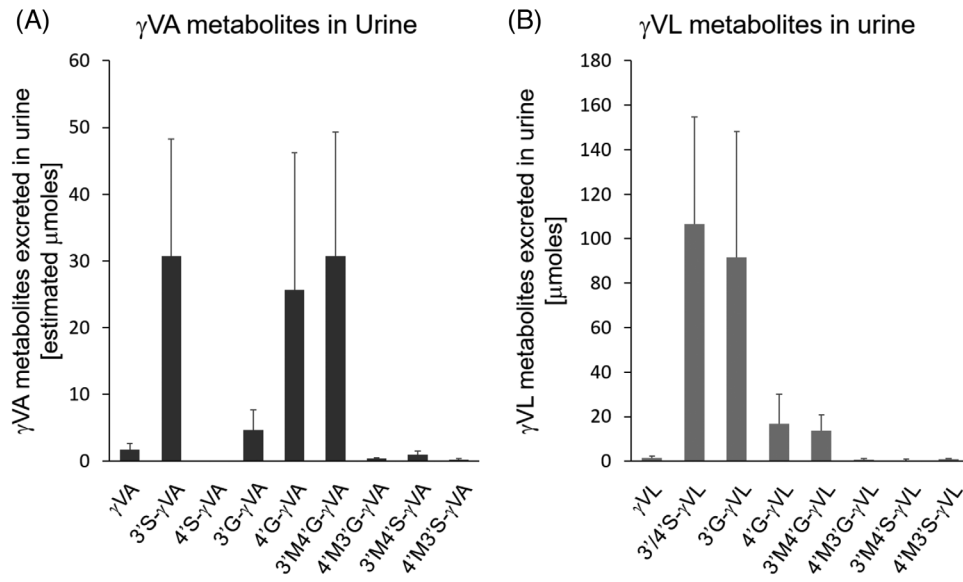 (A)
γVA metabolites in Urine
γVA metabolites excreted in urine
[estimated μmoles]
60
50
40
30
20
10
0
γVA
3'S-γVA
4'S-γVA
3'G-γVA
4'G-γVA
3'M4'G-γVA
4'M3'G-γVA
3'M4'S-γVA
4'M3'S-γVA
(B)
γVL metabolites in urine
γVL metabolites excreted in urine
[μmoles]
180
160
140
120
100
80
60
40
20
0
γVL
3'/4'S-γVL
3'G-γVL
4'G-γVL
3'M4'G-γVL
4'M3'G-γVL
3'M4'S-γVL
4'M3'S-γVL